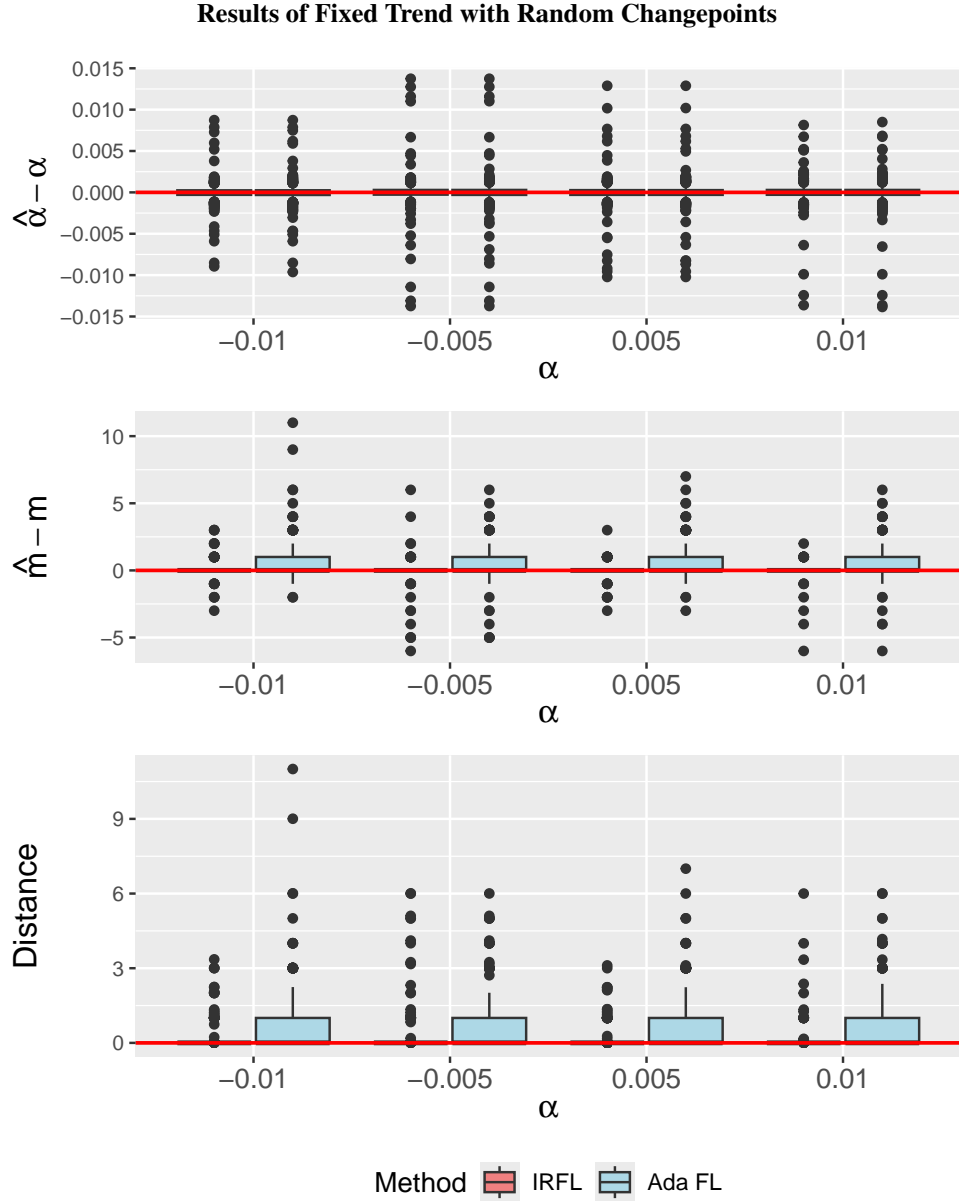 Results of Fixed Trend with Random Changepoints
0.015
0.010
0.005
0.000
−0.005
−0.010
−0.015
α̂ − α
−0.01 −0.005 0.005 0.01
α
10
5
0
−5
m̂ − m
−0.01 −0.005 0.005 0.01
α
9
6
3
0
Distance
−0.01 −0.005 0.005 0.01
α
Method IRFL Ada FL